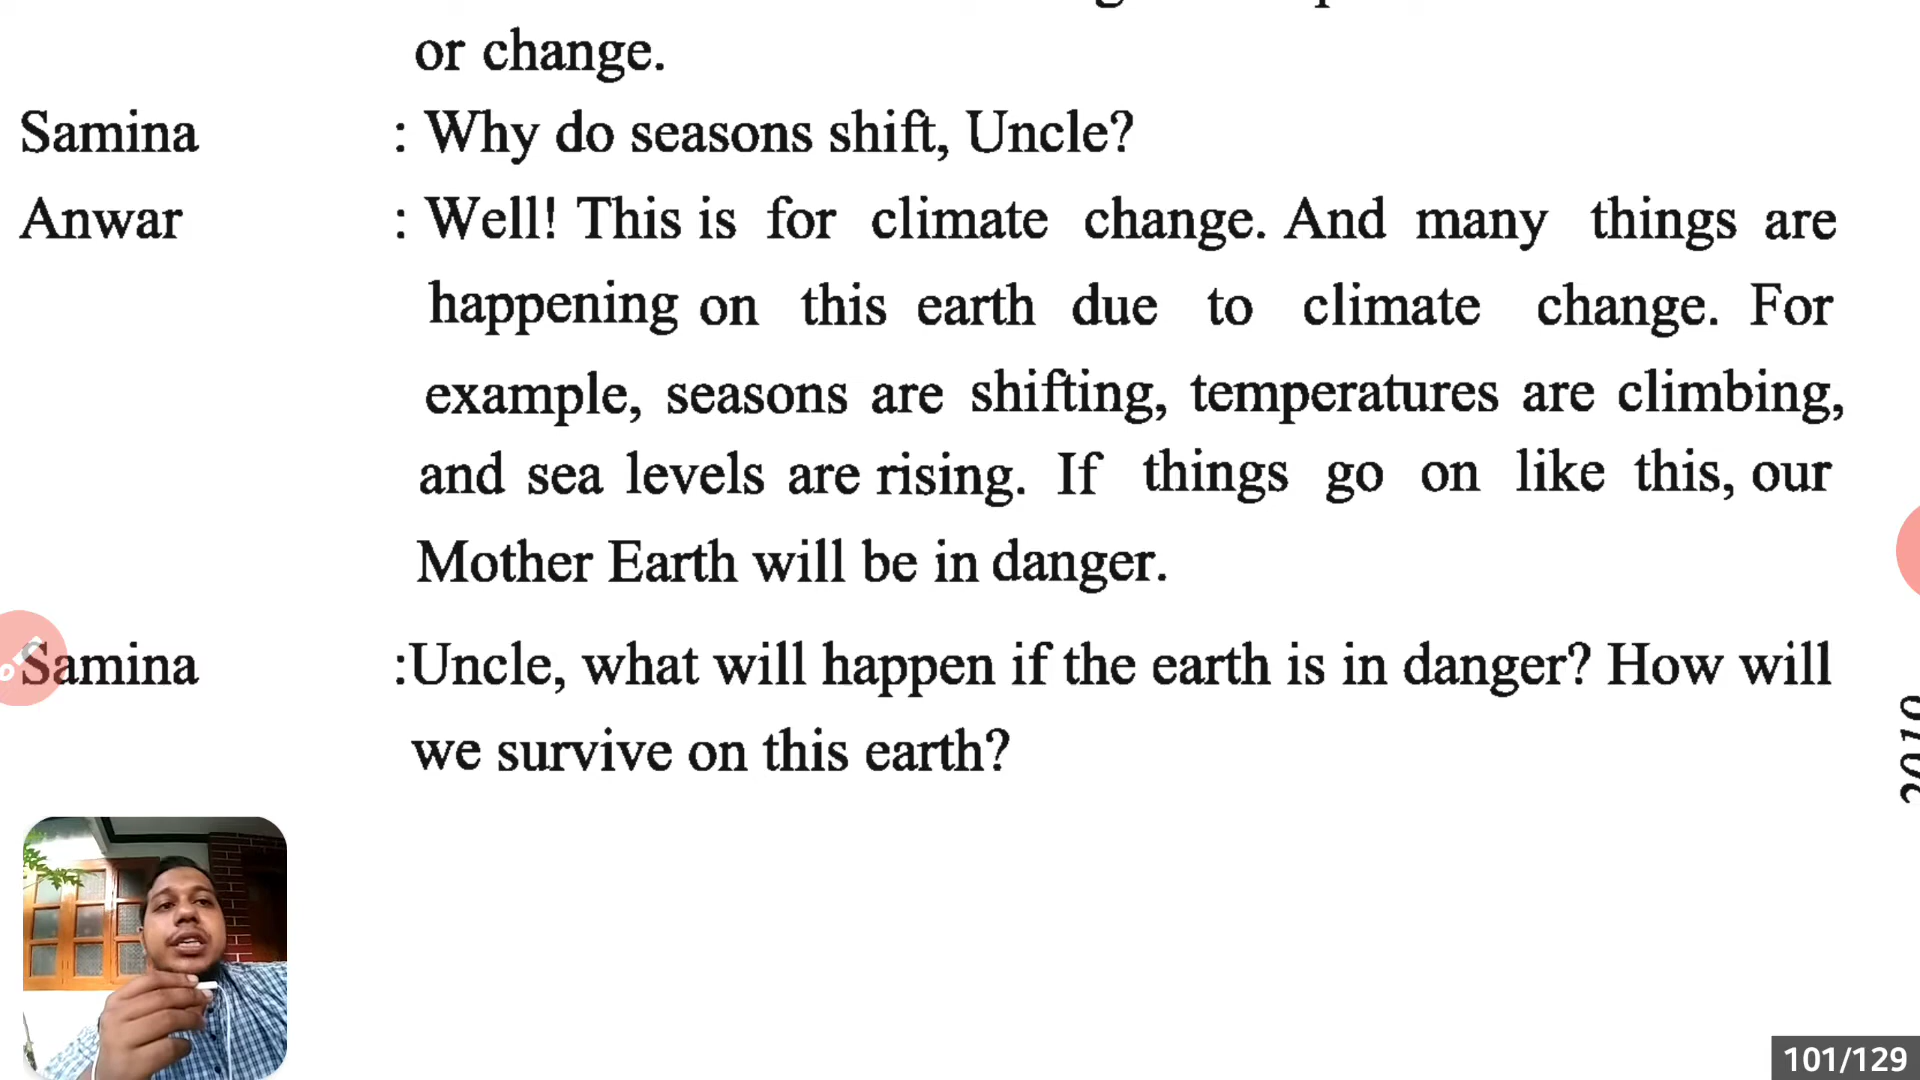 or change.
Samina : Why do seasons shift, Uncle?
Anwar : Well! This is for climate change. And many things are
happening on this earth due to climate change. For
example, seasons are shifting, temperatures are climbing,
and sea levels are rising. If things go on like this, our
Mother Earth will be in danger.
Samina :Uncle, what will happen if the earth is in danger? How will
we survive on this earth?
2019
101/129